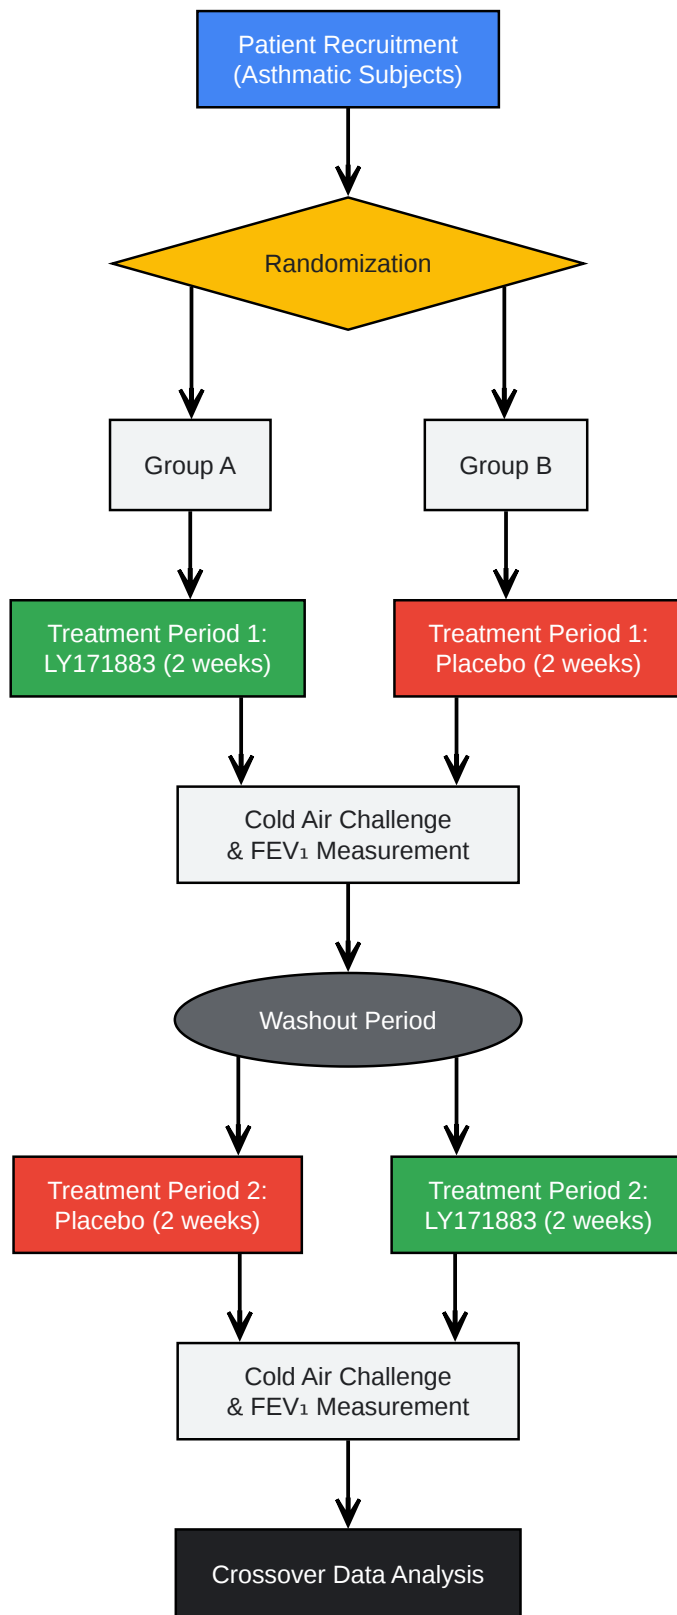 Patient Recruitment
(Asthmatic Subjects)
Randomization
Group A
Group B
Treatment Period 1:
LY171883 (2 weeks)
Treatment Period 1:
Placebo (2 weeks)
Cold Air Challenge
& FEV₁ Measurement
Washout Period
Treatment Period 2:
Placebo (2 weeks)
Treatment Period 2:
LY171883 (2 weeks)
Cold Air Challenge
& FEV₁ Measurement
Crossover Data Analysis